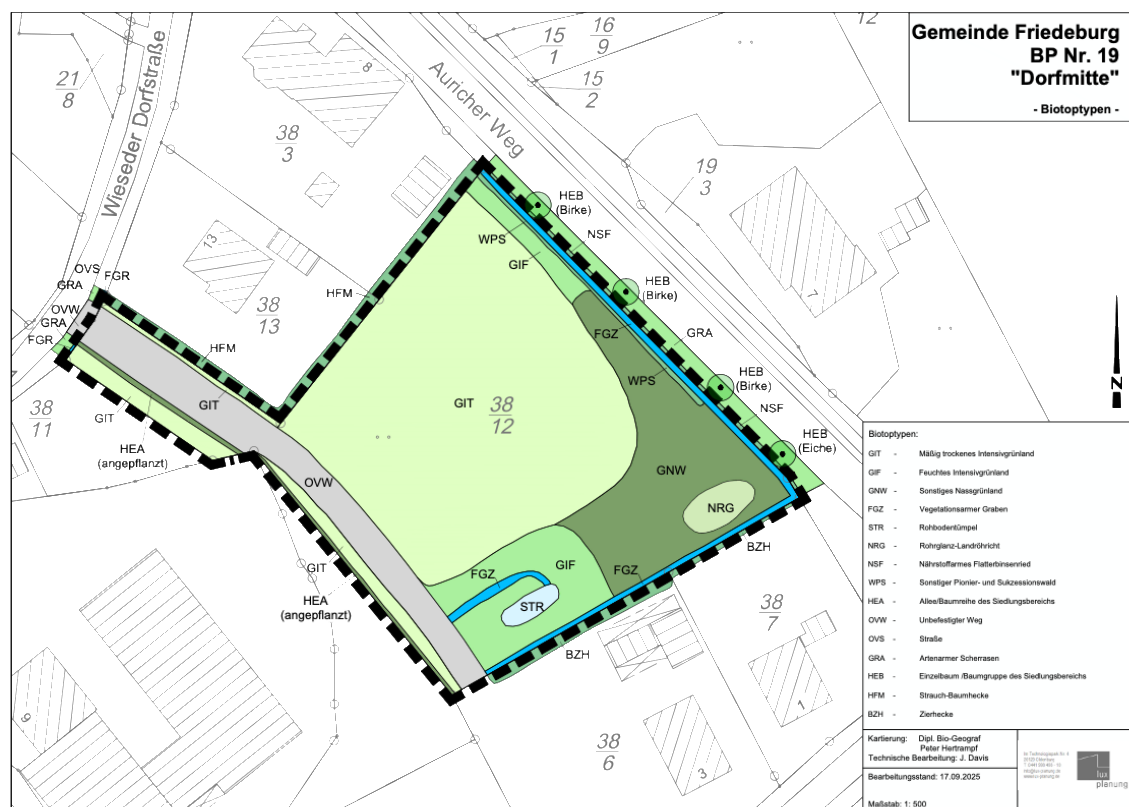 Gemeinde Friedeburg
BP Nr. 19
"Dorfmitte"
- Biotoptypen -
12
15
1
16
9
15
2
21
8
Wieseder Dorfstraße
Auricher Weg
8
38
3
19
3
HEB
(Birke)
NSF
WPS
GIF
13
7
OVS
FGR
GRA
OVW
GRA
FGR
HFM
38
13
HEB
(Birke)
FGZ
GRA
HFM
WPS
HEB
(Birke)
NSF
38
11
GIT
GIT
GIT
38
12
HEA
(angepflanzt)
HEB
(Eiche)
GNW
OVW
NRG
BZH
GIT
FGZ
GIF
FGZ
HEA
(angepflanzt)
STR
38
7
BZH
1
9
38
6
3
N
Biotoptypen:
GIT - Mäßig trockenes Intensivgrünland
GIF - Feuchtes Intensivgrünland
GNW - Sonstiges Nassgrünland
FGZ - Vegetationsarmer Graben
STR - Rohbodentümpel
NRG - Rohrglanz-Landröhricht
NSF - Nährstoffarmes Flatterbinsenried
WPS - Sonstiger Pionier- und Sukzessionswald
HEA - Allee/Baumreihe des Siedlungsbereichs
OVW - Unbefestigter Weg
OVS - Straße
GRA - Artenarmer Scherrasen
HEB - Einzelbaum /Baumgruppe des Siedlungsbereichs
HFM - Strauch-Baumhecke
BZH - Zierhecke
Kartierung: Dipl. Bio-Geograf
Peter Hertrampf
Technische Bearbeitung: J. Davis
Bearbeitungsstand: 17.09.2025
Maßstab: 1: 500
lux
planung